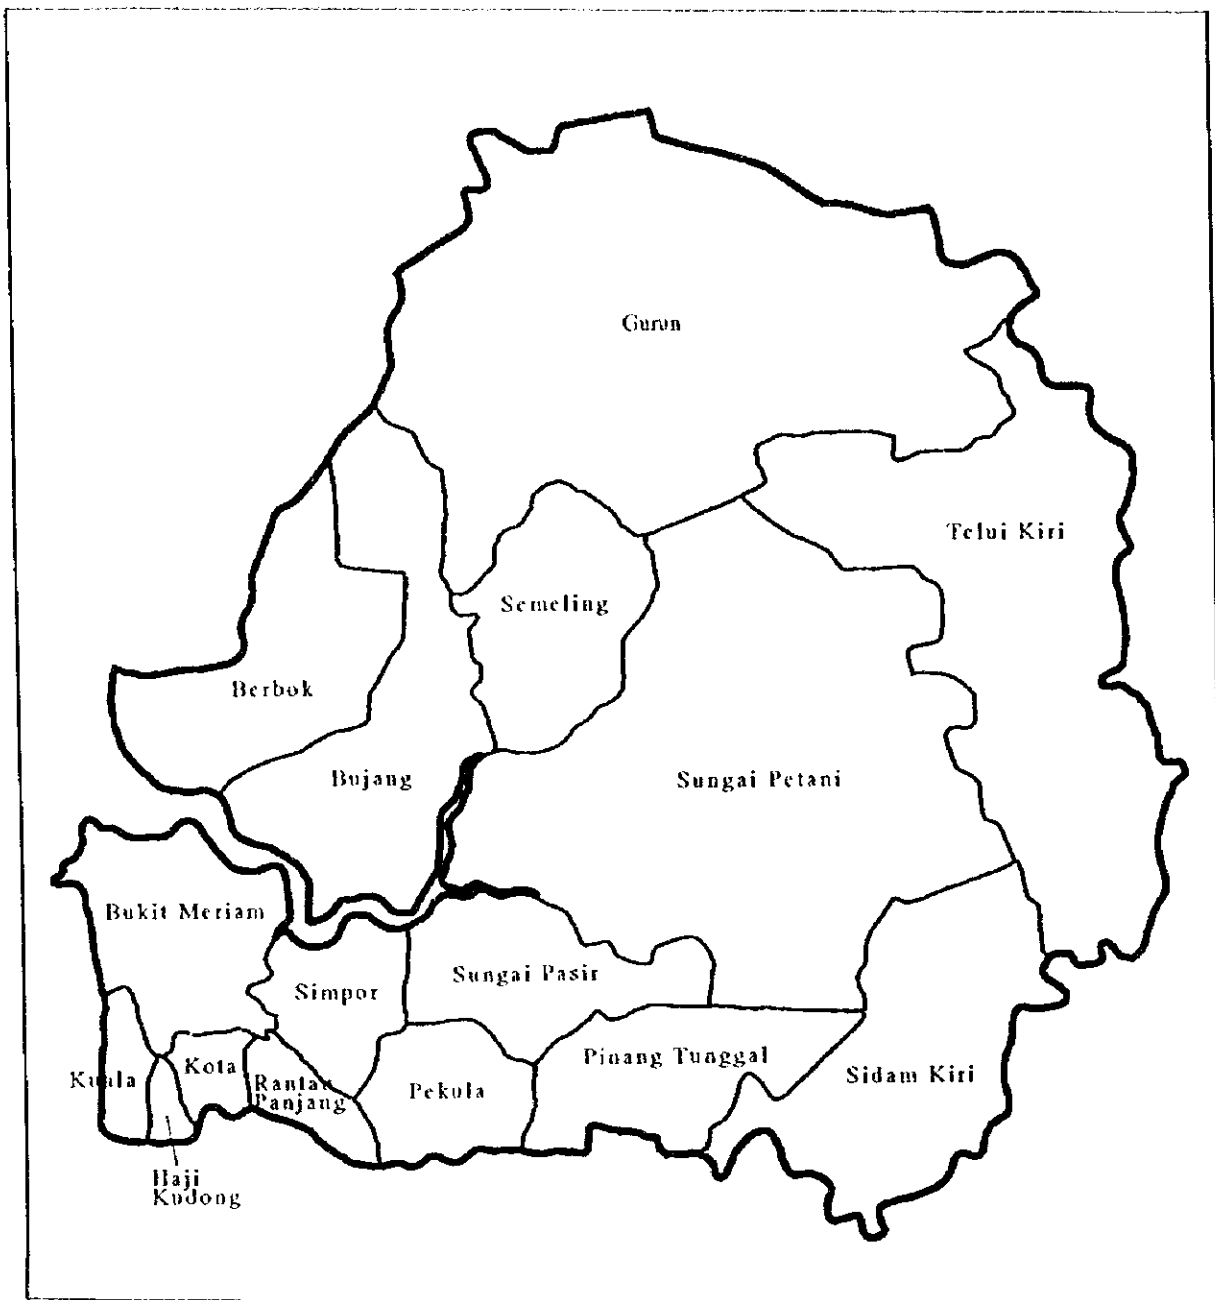 Gurun
Telui Kiri
Semeling
Berbok
Bujang
Sungai Petani
Bukit Meriam
Sungai Pasir
Simpor
Pinang Tunggal
Kota
Kuala
Rantau
Panjang
Pekula
Sidam Kiri
Haji
Kudong